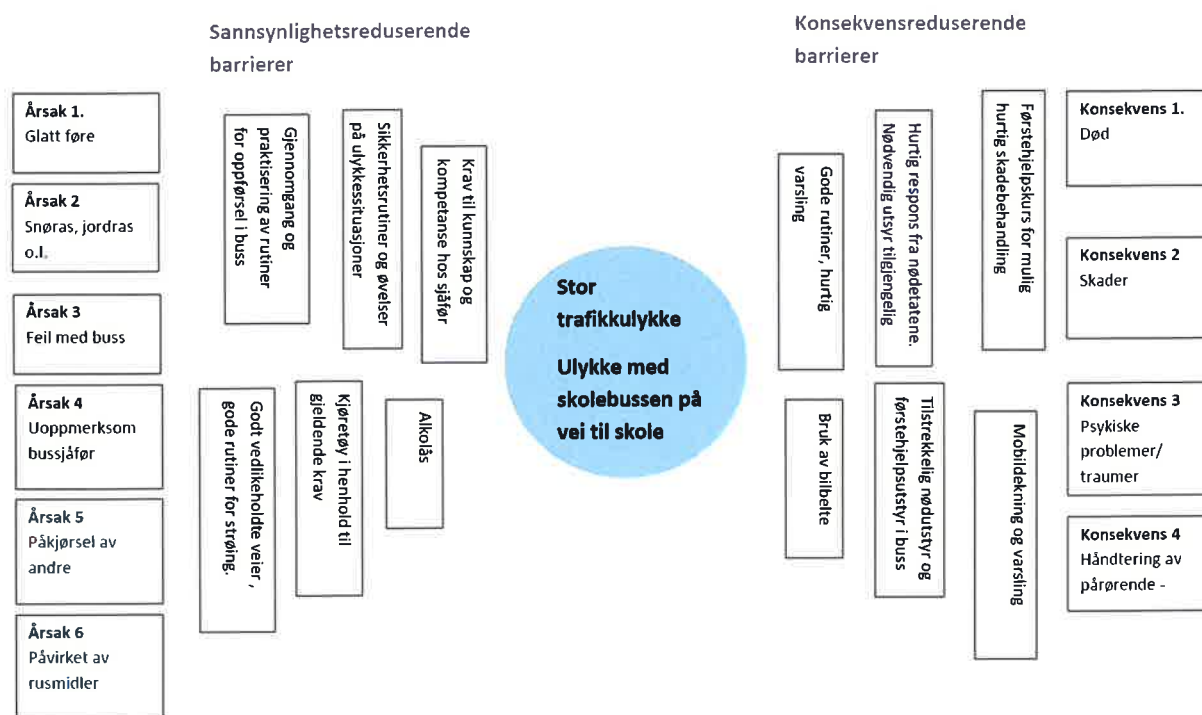 Sannsynlighetsreduserende
barrierer
Konsekvensreduserende
barrierer
Årsak 1.
Glatt føre
Årsak 2
Snøras, jordras
o.l.
Årsak 3
Feil med buss
Årsak 4
Uoppmerksom
bussjåfør
Årsak 5
Påkjørsel av
andre
Årsak 6
Påvirket av
rusmidler
Gjennomgang og
praktisering av rutiner
for oppførsel i buss
Sikkerhetsrutiner og øvelser
på ulykkessituasjoner
Krav til kunnskap og
kompetanse hos sjåfør
Godt vedlikeholdte veier ,
gode rutiner for strøing.
Kjøretøy i henhold til
gjeldende krav
Alkolås
Stor
trafikkulykke
Ulykke med
skolebussen på
vei til skole
Gode rutiner, hurtig
varsling
Hurtig respons fra nødetatene.
Nødvendig utsyr tilgjengelig
Førstehjelpskurs for mulig
hurtig skadebehandling
Bruk av bilbelte
Tilstrekkelig nødutstyr og
førstehjelpsutstyr i buss
Mobildekning og varsling
Konsekvens 1.
Død
Konsekvens 2
Skader
Konsekvens 3
Psykiske
problemer/
traumer
Konsekvens 4
Håndtering av
pårørende -